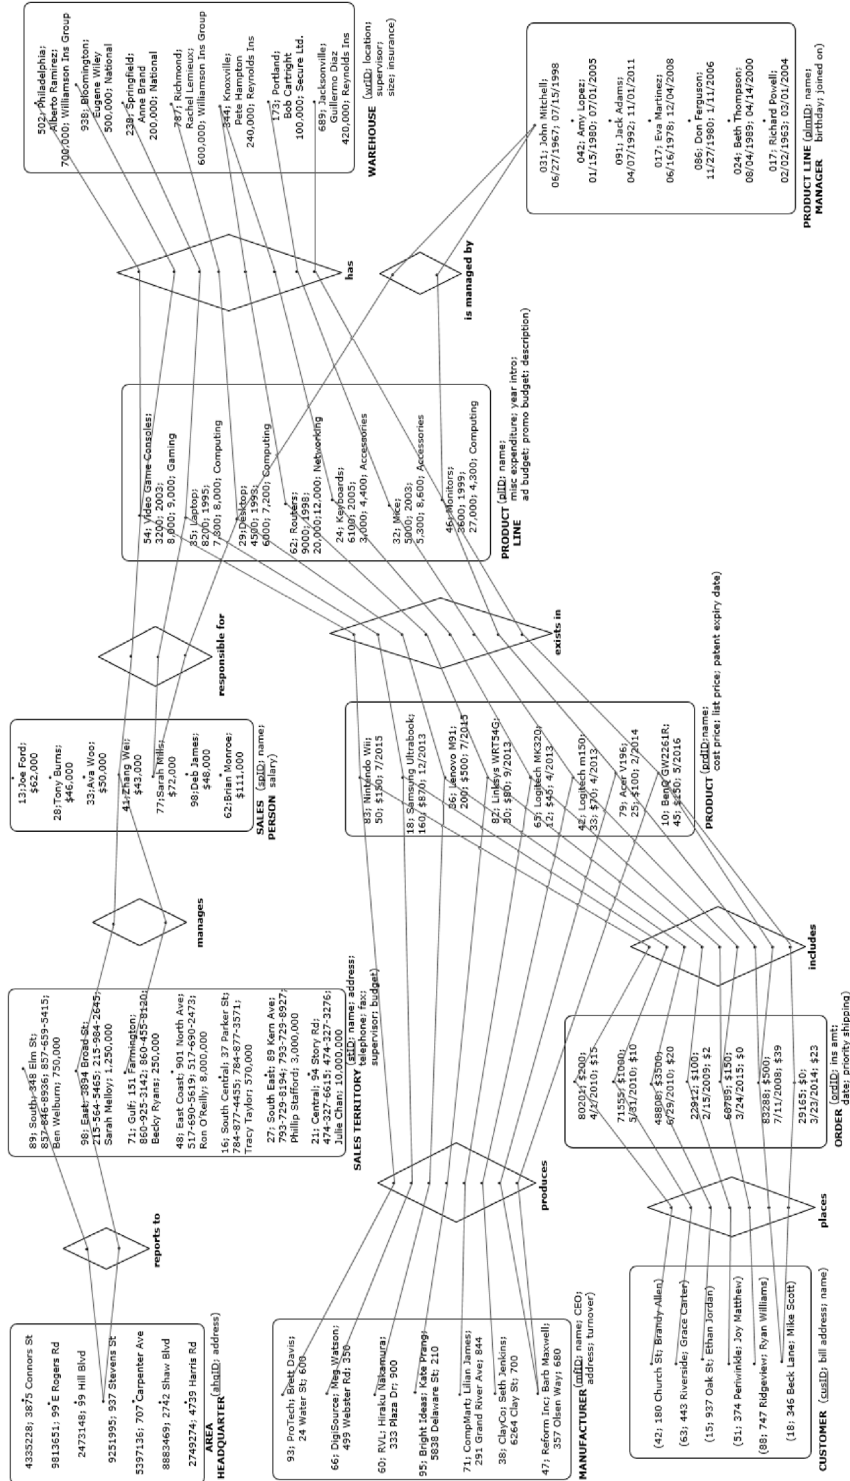 502; Philadelphia;
Alberto Ramirez;
700,000; Williamson Ins Group
938; Bloomington;
Eugene Wiley
500,000; National
238; Springfield;
Anne Brand
200,000; National
787; Richmond;
Rachel Lemieux;
600,000; Williamson Ins Group
344; Knoxville;
Pete Hampton
240,000; Reynolds Ins
173; Portland;
Bob Cartright
100,000; Secure Ltd.
689; Jacksonville;
Guillermo Diaz
420,000; Reynolds Ins
WAREHOUSE (wrID; location;
supervisor;
size; insurance)
031; John Mitchell;
06/27/1967; 07/15/1998
042; Amy Lopez;
01/15/1980; 07/01/2005
091; Jack Adams;
04/07/1992; 11/01/2011
017; Eva Martinez;
06/16/1978; 12/04/2008
086; Don Ferguson;
11/27/1980; 1/11/2006
024; Beth Thompson;
08/04/1989; 04/14/2000
017; Richard Powell;
02/02/1963; 03/01/2004
PRODUCT LINE (plmID; name;
MANAGER birthday; joined on)
has
is managed by
54; Video Game Consoles;
3200; 2003;
8,000; 9,000; Gaming
35; Laptop;
8200; 1995;
7,300; 8,000; Computing
29; Desktop;
4500; 1993;
6000; 7,200; Computing
62; Routers;
9000; 1998;
20,000; 12,000; Networking
24; Keyboards;
6100; 2005;
3,000; 4,400; Accessories
32; Mice;
5000; 2003;
5,300; 8,600; Accessories
46; Monitors;
3600; 1999;
27,000; 4,300; Computing
PRODUCT (plID; name;
LINE misc expenditure; year intro;
ad budget; promo budget; description)
responsible for
exists in
13; Joe Ford;
$62,000
28; Tony Burns;
$46,000
33; Ava Woo;
$50,000
41; Zhang Wei;
$43,000
77; Sarah Mills;
$72,000
98; Deb James;
$48,000
62; Brian Monroe;
$111,000
SALES (spID; name;
PERSON salary)
83; Nintendo Wii;
50; $150; 7/2015
18; Samsung Ultrabook;
160; $870; 12/2013
36; Lenovo M91;
200; $500; 7/2015
82; Linksys WRT54G;
30; $80; 9/2013
65; Logitech MK320;
12; $45; 4/2013
42; Logitech m150;
33; $70; 4/2013
79; Acer V196;
25; $100; 2/2014
10; BenQ GW2261R;
45; $150; 5/2016
PRODUCT (prdID; name;
cost price; list price; patent expiry date)
manages
includes
89; South; 348 Elm St;
857-846-8936; 857-659-5415;
Ben Welburn; 750,000
98; East; 3894 Broad St;
215-564-5465; 215-984-2645;
Sarah Melloy; 1,250,000
71; Gulf; 151 Farmington;
860-925-3142; 860-455-8120;
Becky Ryans; 250,000
48; East Coast; 901 North Ave;
517-690-5619; 517-690-2473;
Ron O'Reilly; 8,000,000
16; South Central; 37 Parker St;
784-877-4455; 784-877-3571;
Tracy Taylor; 570,000
27; South East; 89 Kern Ave;
793-729-8194; 793-729-8927;
Phillip Stafford; 3,000,000
21; Central; 94 Story Rd;
474-327-6615; 474-327-3276;
Julie Chan; 10,000,000
SALES TERRITORY (stID; name; address;
telephone; fax;
supervisor; budget)
80201; $200;
4/1/2010; $15
71555; $1000;
5/31/2010; $10
48808; $3500;
6/29/2010; $20
22912; $100;
2/15/2009; $2
60789; $150;
3/24/2015; $0
83288; $500;
7/11/2008; $39
29165; $0;
3/23/2014; $23
ORDER (ordID; ins amt;
date; priority shipping)
reports to
produces
places
4335228; 3875 Connors St
9813651; 99 E Rogers Rd
2473148; 99 Hill Blvd
9251995; 937 Stevens St
5397136; 707 Carpenter Ave
8883469; 2742 Shaw Blvd
2749274; 4739 Harris Rd
AREA
HEADQUARTER (ahqID; address)
93; ProTech; Brett Davis;
24 Water St; 600
66; DigiSource; Meg Watson;
499 Webster Rd; 350
60; RVL; Hiraku Nakamura;
333 Plaza Dr; 900
95; Bright Ideas; Kate Prang;
5838 Delaware St; 210
71; CompMart; Lilian James;
291 Grand River Ave; 844
38; ClayCo; Seth Jenkins;
6264 Clay St; 700
47; Reform Inc; Barb Maxwell;
357 Olsen Way; 680
MANUFACTURER (mfID; name; CEO;
address; turnover)
(42; 180 Church St; Brandy Allen)
(63; 443 Riverside; Grace Carter)
(15; 937 Oak St; Ethan Jordan)
(51; 374 Periwinkle; Joy Matthew)
(88; 747 Ridgeview; Ryan Williams)
(18; 346 Beck Lane; Mike Scott)
CUSTOMER (cusID; bill address; name)